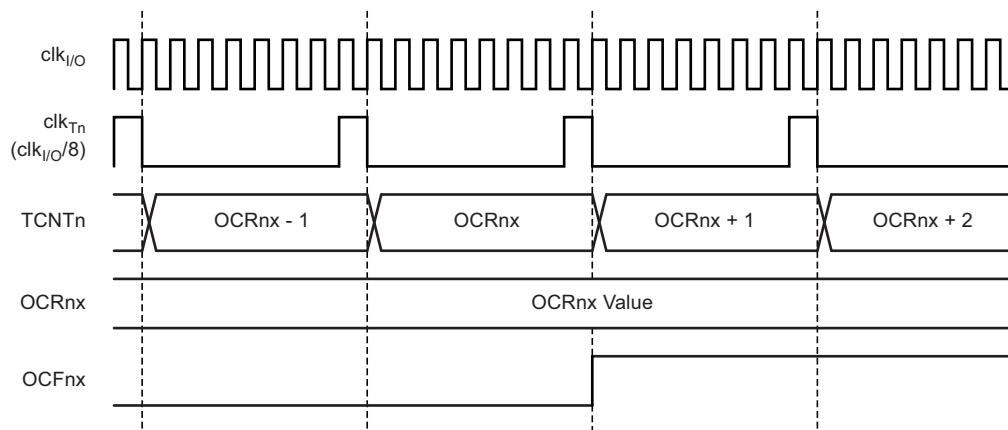 clkI/O
clkTn
(clkI/O/8)
TCNTn OCRnx - 1 OCRnx OCRnx + 1 OCRnx + 2
OCRnx OCRnx Value
OCFnx